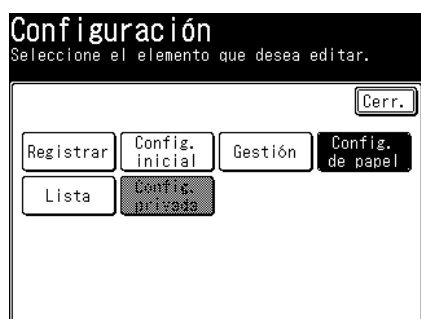 Configuración
Seleccione el elemento que desea editar.
Cerr.
Registrar
Config.
inicial
Gestión
Config.
de papel
Lista
Config.
privada